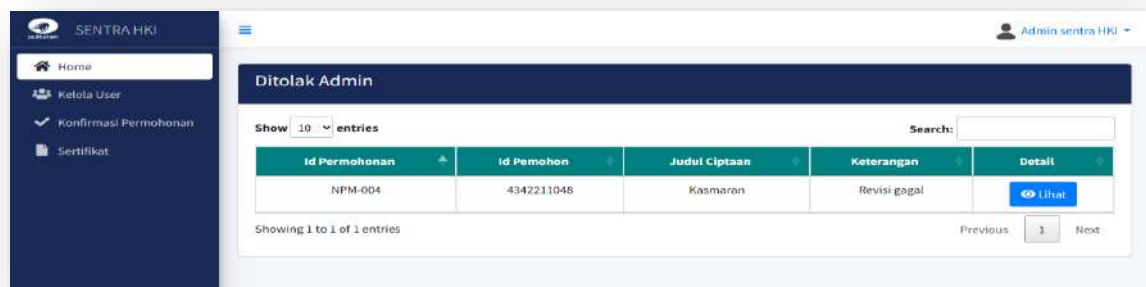 SENTRA HKI
Admin sentra HKI
Home
Kelola User
Konfirmasi Permohonan
Sertifikat
Ditolak Admin
Show 10 entries
Search:
Id Permohonan Id Pemohon Judul Ciptaan Keterangan Detail
NPM-004 4342211048 Kasmaran Revisi gagal Lihat
Showing 1 to 1 of 1 entries
Previous 1 Next